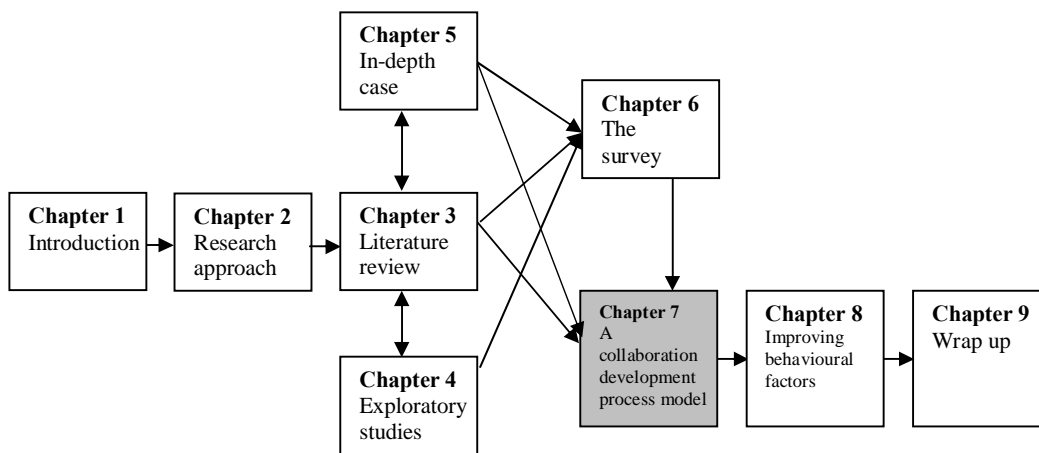 Chapter 5
In-depth
case
Chapter 6
The
survey
Chapter 1
Introduction
Chapter 2
Research
approach
Chapter 3
Literature
review
Chapter 4
Exploratory
studies
Chapter 7
A
collaboration
development
process model
Chapter 8
Improving
behavioural
factors
Chapter 9
Wrap up